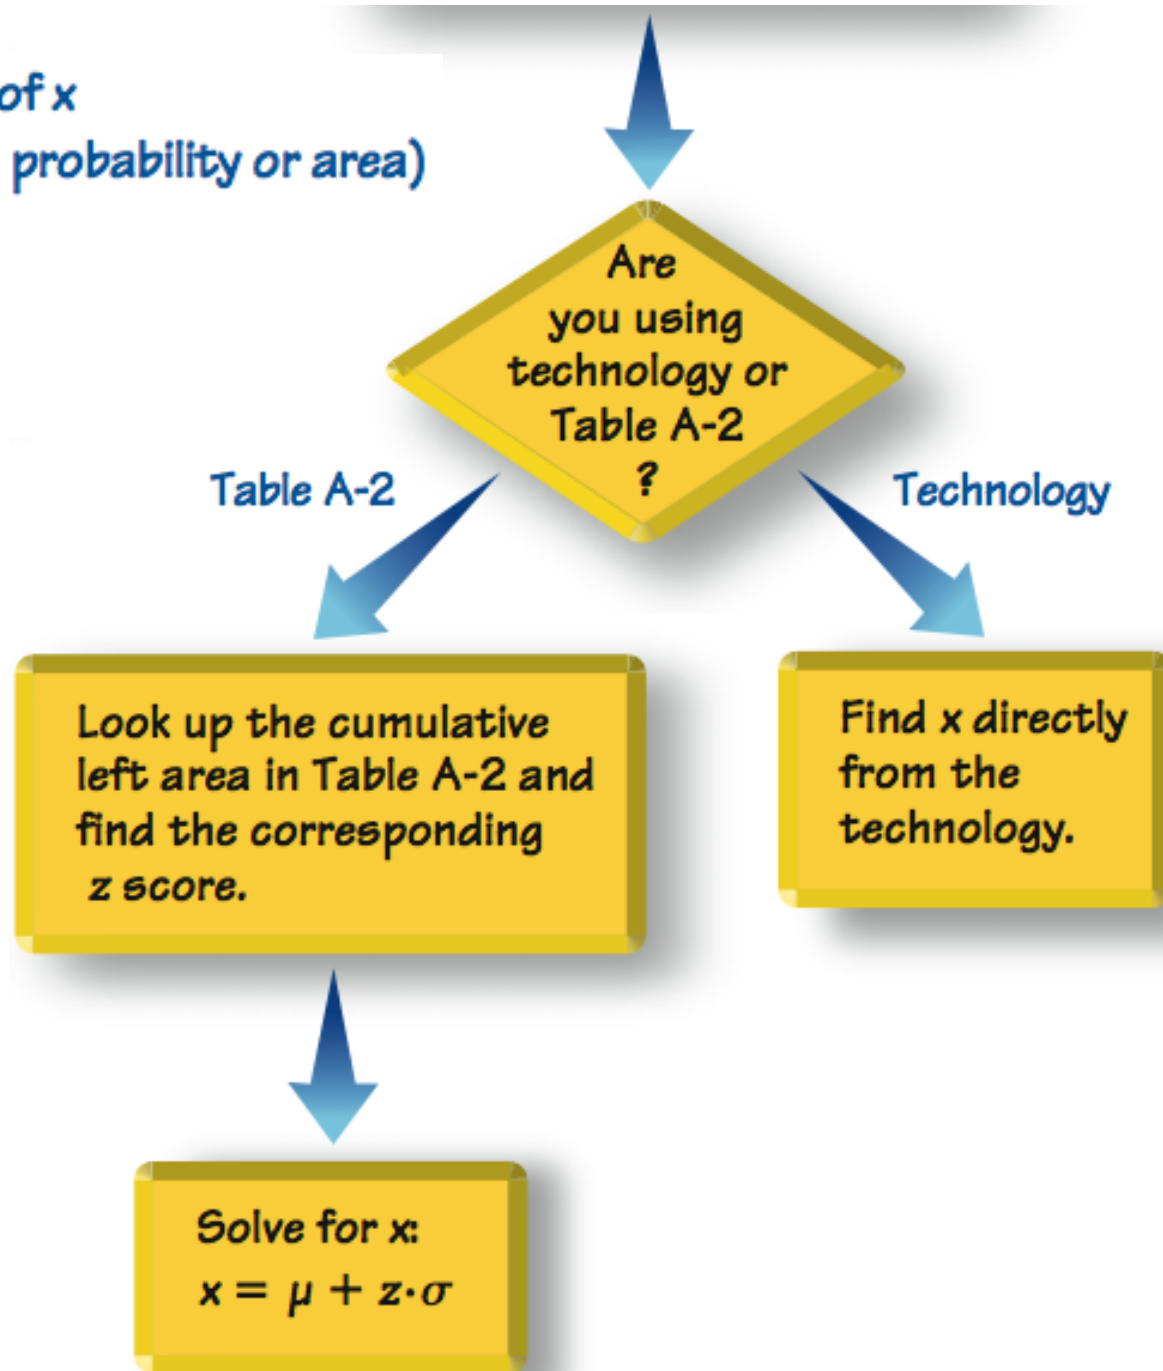 of x
probability or area)
Are
you using
technology or
Table A-2
?
Table A-2
Technology
Look up the cumulative
left area in Table A-2 and
find the corresponding
z score.
Find x directly
from the
technology.
Solve for x:
x = μ + z·σ